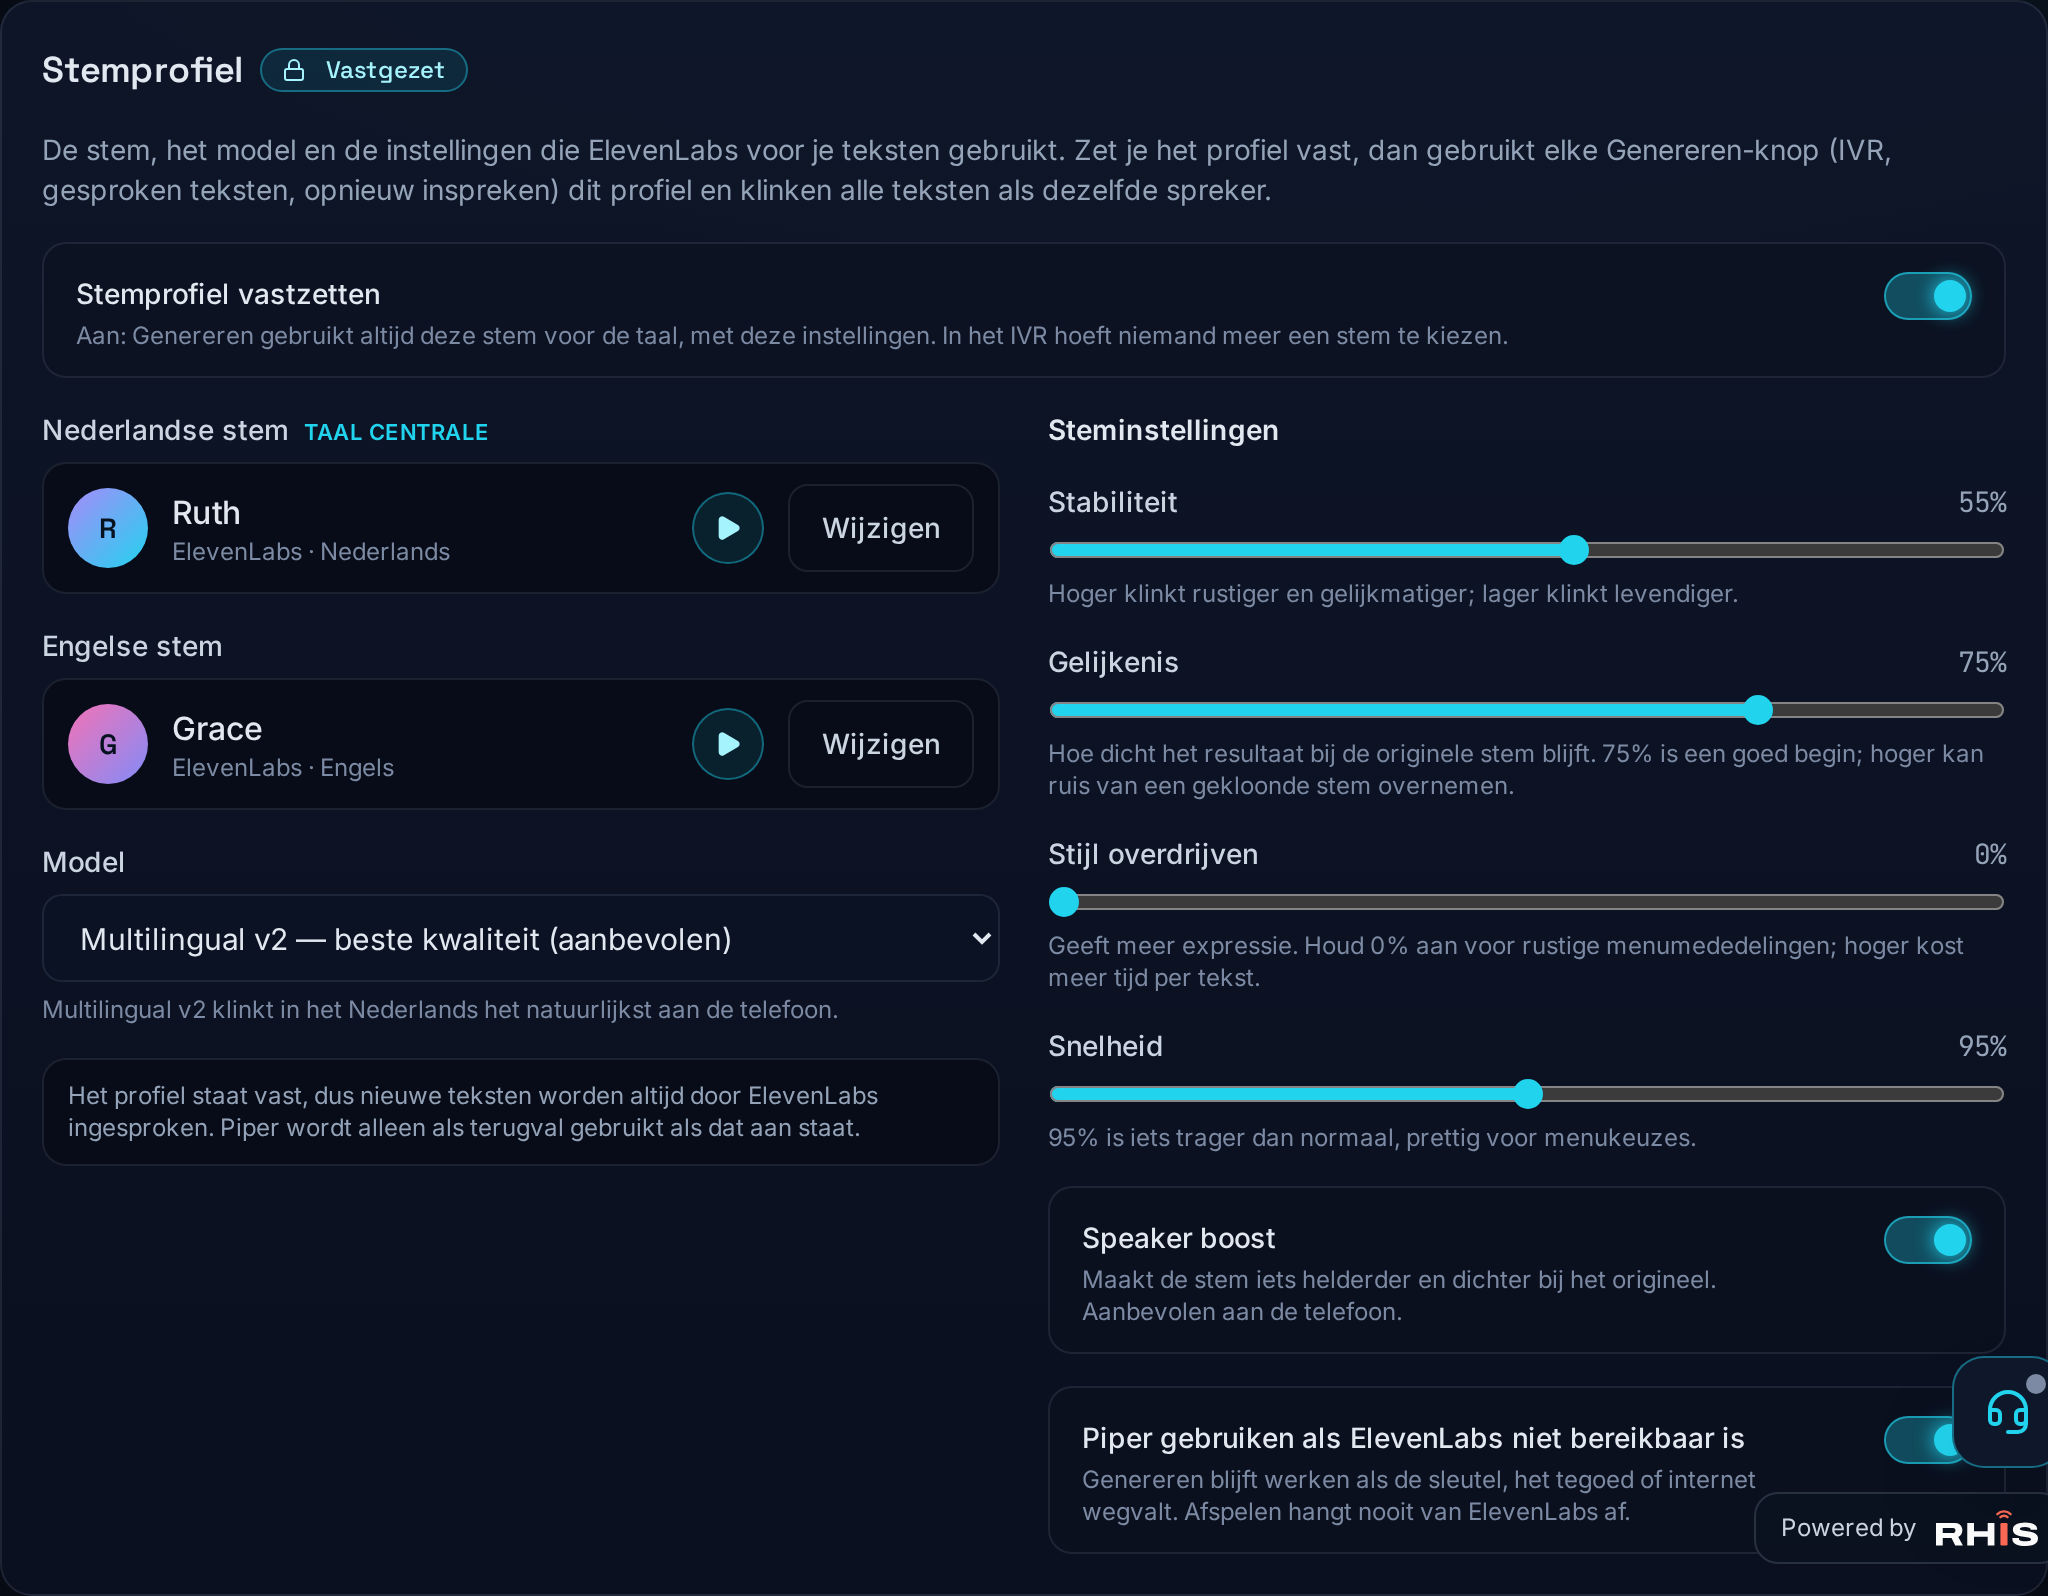 Stemprofiel
Vastgezet
De stem, het model en de instellingen die ElevenLabs voor je teksten gebruikt. Zet je het profiel vast, dan gebruikt elke Genereren-knop (IVR,
gesproken teksten, opnieuw inspreken) dit profiel en klinken alle teksten als dezelfde spreker.
Stemprofiel vastzetten
Aan: Genereren gebruikt altijd deze stem voor de taal, met deze instellingen. In het IVR hoeft niemand meer een stem te kiezen.
Nederlandse stem TAAL CENTRALE
R
Ruth
ElevenLabs · Nederlands
Wijzigen
Engelse stem
G
Grace
ElevenLabs · Engels
Wijzigen
Model
Multilingual v2 — beste kwaliteit (aanbevolen)
Multilingual v2 klinkt in het Nederlands het natuurlijkst aan de telefoon.
Het profiel staat vast, dus nieuwe teksten worden altijd door ElevenLabs
ingesproken. Piper wordt alleen als terugval gebruikt als dat aan staat.
Steminstellingen
Stabiliteit 55%
Hoger klinkt rustiger en gelijkmatiger; lager klinkt levendiger.
Gelijkenis 75%
Hoe dicht het resultaat bij de originele stem blijft. 75% is een goed begin; hoger kan
ruis van een gekloonde stem overnemen.
Stijl overdrijven 0%
Geeft meer expressie. Houd 0% aan voor rustige menumededelingen; hoger kost
meer tijd per tekst.
Snelheid 95%
95% is iets trager dan normaal, prettig voor menukeuzes.
Speaker boost
Maakt de stem iets helderder en dichter bij het origineel.
Aanbevolen aan de telefoon.
Piper gebruiken als ElevenLabs niet bereikbaar is
Genereren blijft werken als de sleutel, het tegoed of internet
wegvalt. Afspelen hangt nooit van ElevenLabs af.
Powered by RHiS